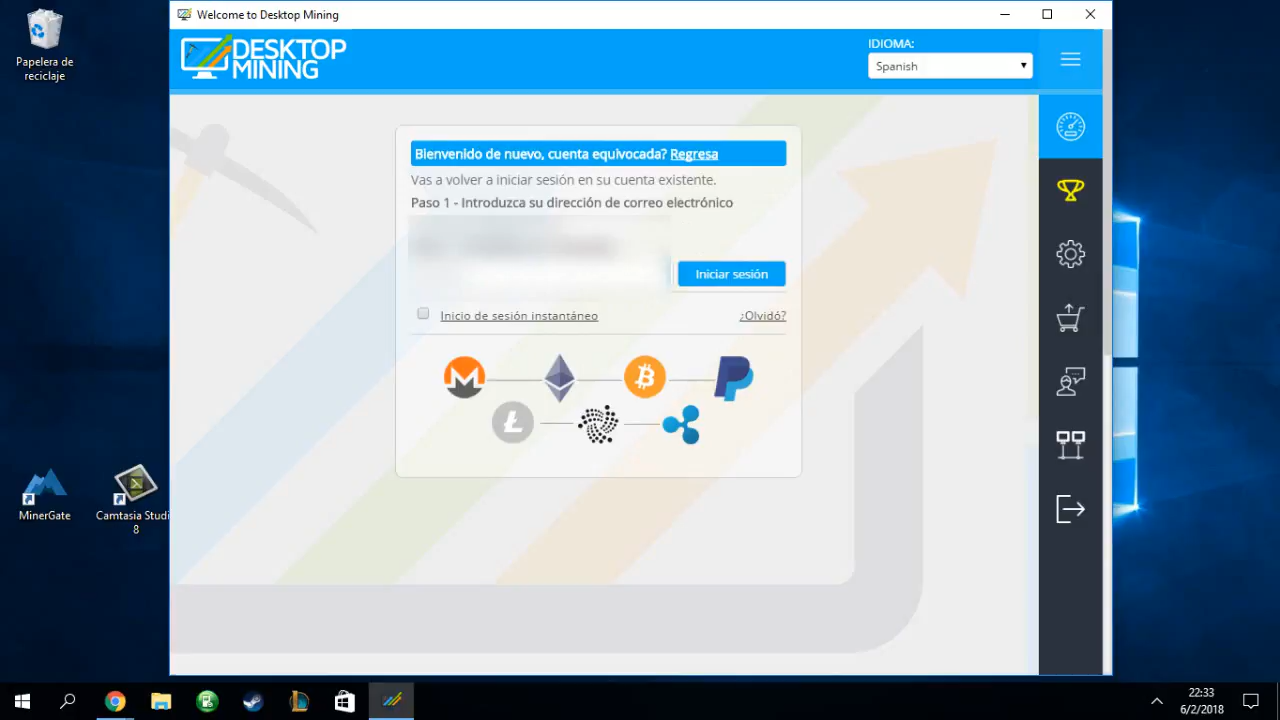 Welcome to Desktop Mining
Papelera de
reciclaje
DESKTOP
MINING
IDIOMA:
Spanish
Bienvenido de nuevo, cuenta equivocada? Regresa
Vas a volver a iniciar sesión en su cuenta existente.
Paso 1 - Introduzca su dirección de correo electrónico
Iniciar sesión
Inicio de sesión instantáneo
¿Olvidó?
MinerGate
Camtasia Studi
8
22:33
6/2/2018